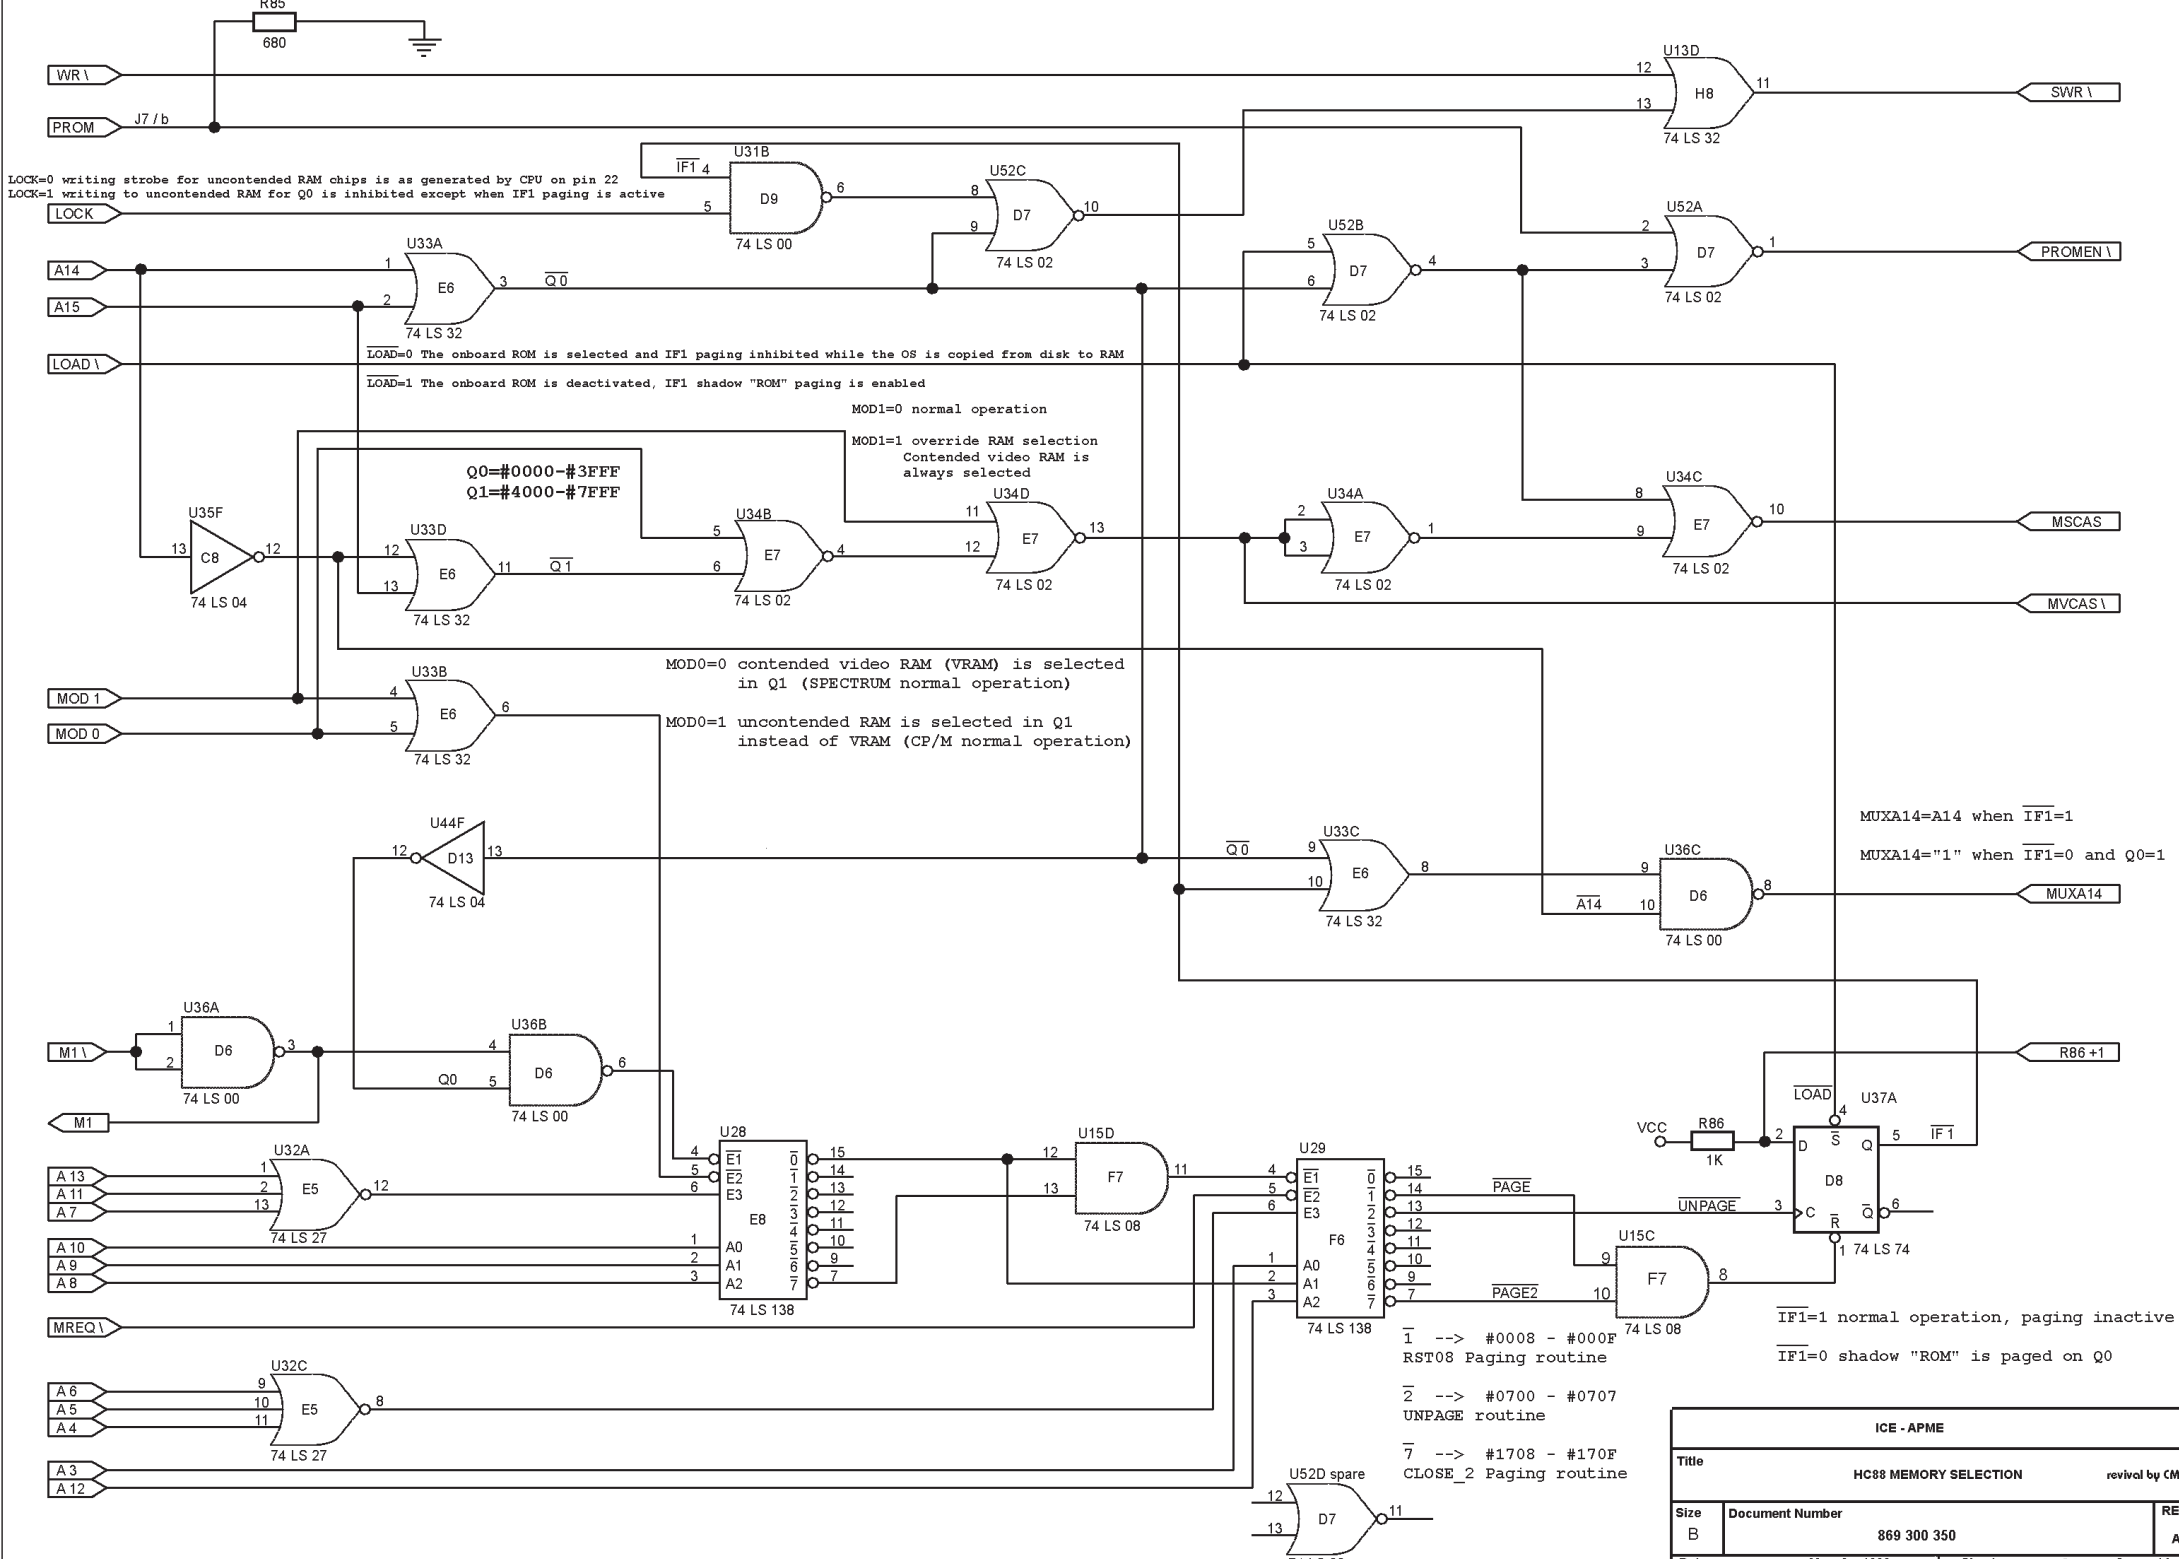 R85
680
WR \
PROM
J7 / b
LOCK=0 writing strobe for uncontended RAM chips is as generated by CPU on pin 22
LOCK=1 writing to uncontended RAM for Q0 is inhibited except when IF1 paging is active
LOCK
U31B
IF1 4
5
D9
6
74 LS 00
U52C
8
9
D7
10
74 LS 02
U13D
12
13
H8
11
74 LS 32
SWR \
U52A
2
3
D7
1
74 LS 02
PROMEN \
A14
A15
U33A
1
2
E6
3
Q0
74 LS 32
U52B
5
6
D7
4
74 LS 02
LOAD \
LOAD=0 The onboard ROM is selected and IF1 paging inhibited while the OS is copied from disk to RAM
LOAD=1 The onboard ROM is deactivated, IF1 shadow "ROM" paging is enabled
MOD1=0 normal operation
MOD1=1 override RAM selection
Contended video RAM is
always selected
Q0=#0000-#3FFF
Q1=#4000-#7FFF
U35F
13
C8
12
74 LS 04
U33D
12
13
E6
11
Q1
74 LS 32
U34B
5
6
E7
4
74 LS 02
U34D
11
12
E7
13
74 LS 02
U34A
2
3
E7
1
74 LS 02
U34C
8
9
E7
10
74 LS 02
MSCAS
MVCAS \
MOD 1
MOD 0
U33B
4
5
E6
6
74 LS 32
MOD0=0 contended video RAM (VRAM) is selected
in Q1 (SPECTRUM normal operation)
MOD0=1 uncontended RAM is selected in Q1
instead of VRAM (CP/M normal operation)
U44F
12
D13
13
74 LS 04
Q0
U33C
9
10
E6
8
74 LS 32
A14
U36C
9
10
D6
8
74 LS 00
MUXA14=A14 when IF1=1
MUXA14="1" when IF1=0 and Q0=1
MUXA14
M1 \
U36A
1
2
D6
3
74 LS 00
M1
Q0
U36B
4
5
D6
6
74 LS 00
R86 +1
A 13
A 11
A 7
U32A
1
2
13
E5
12
74 LS 27
A 10
A 9
A 8
U28
4 E1 0 15
5 E2 1 14
6 E3 2 13
3 12
E8 4 11
1 A0 5 10
2 A1 6 9
3 A2 7 7
74 LS 138
U15D
12
13
F7
11
74 LS 08
U29
4 E1 0 15
5 E2 1 14
6 E3 2 13
3 12
F6 4 11
1 A0 5 10
2 A1 6 9
3 A2 7 7
74 LS 138
PAGE
UNPAGE
PAGE2
U15C
9
10
F7
8
74 LS 08
VCC
R86
1K
LOAD
U37A
4
2 D S Q 5
IF1
D8
3 C Q 6
R
1
74 LS 74
MREQ \
A 6
A 5
A 4
U32C
9
10
11
E5
8
74 LS 27
A 3
A 12
1 --> #0008 - #000F
RST08 Paging routine
2 --> #0700 - #0707
UNPAGE routine
7 --> #1708 - #170F
CLOSE_2 Paging routine
IF1=1 normal operation, paging inactive
IF1=0 shadow "ROM" is paged on Q0
U52D spare
12
13
D7
11
ICE - APME
Title
HC88 MEMORY SELECTION
revival by CM
Size
B
Document Number
869 300 350
RE
A